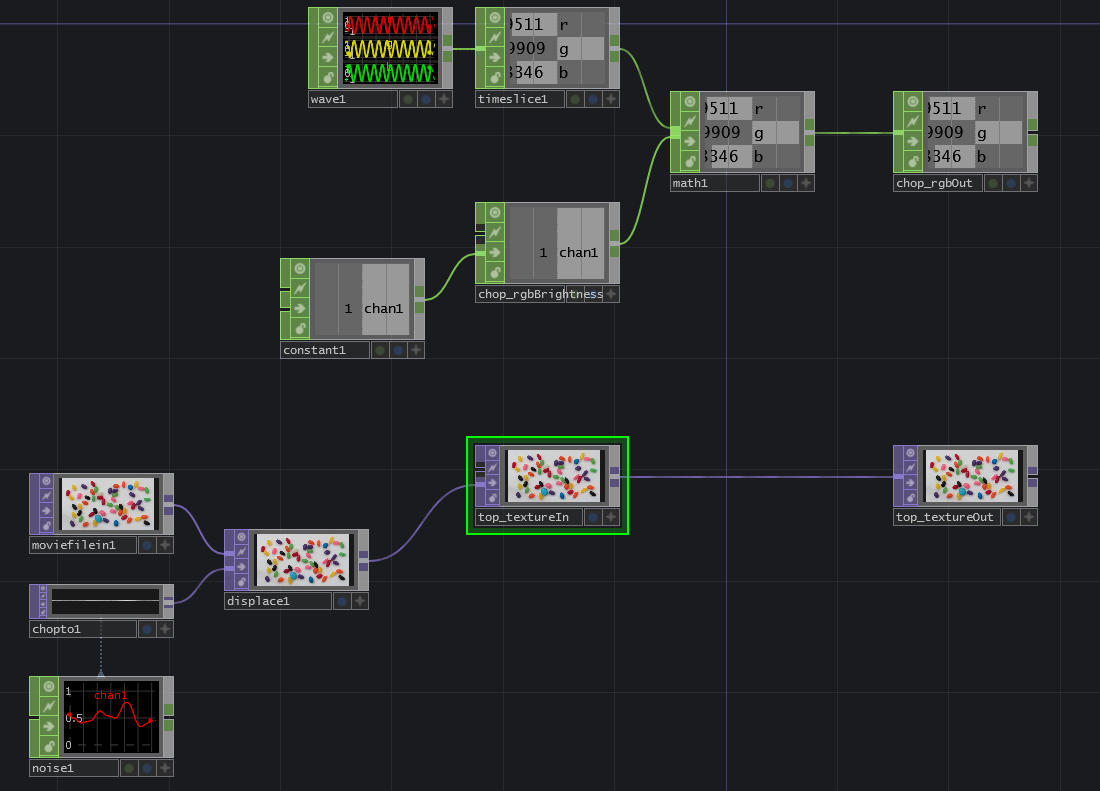 wave1
9511 r
9909 g
3346 b
timeslice1
9511 r
9909 g
3346 b
math1
9511 r
9909 g
3346 b
chop_rgbOut
1 chan1
chop_rgbBrightness
1 chan1
constant1
moviefilein1
chopto1
displace1
top_textureIn
top_textureOut
1
chan1
0.5
0
noise1